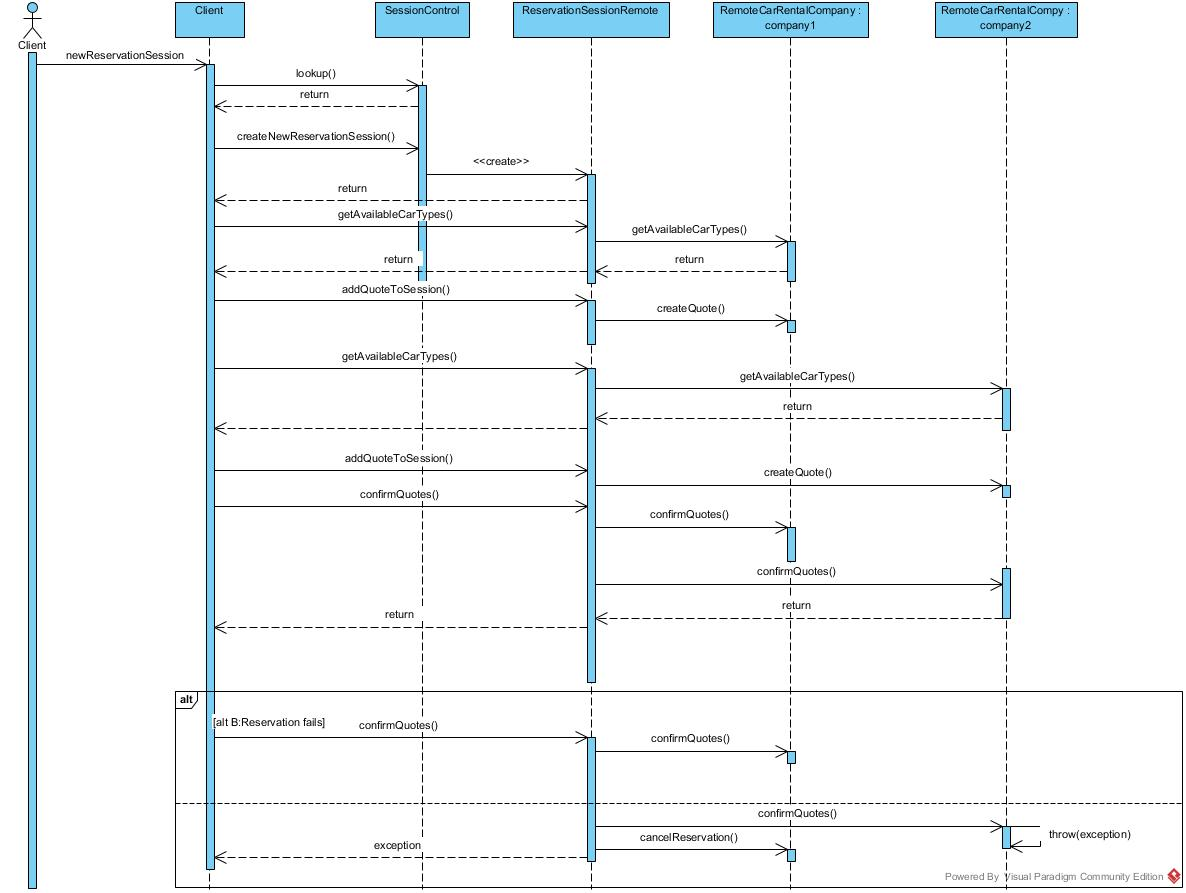 Client
SessionControl
ReservationSessionRemote
RemoteCarRentalCompany :
company1
RemoteCarRentalCompy :
company2
Client
newReservationSession
lookup()
return
createNewReservationSession()
<<create>>
return
getAvailableCarTypes()
getAvailableCarTypes()
return
return
addQuoteToSession()
createQuote()
getAvailableCarTypes()
getAvailableCarTypes()
return
addQuoteToSession()
createQuote()
confirmQuotes()
confirmQuotes()
confirmQuotes()
return
return
alt
[alt B:Reservation fails]
confirmQuotes()
confirmQuotes()
confirmQuotes()
throw(exception)
cancelReservation()
exception
Powered By Visual Paradigm Community Edition